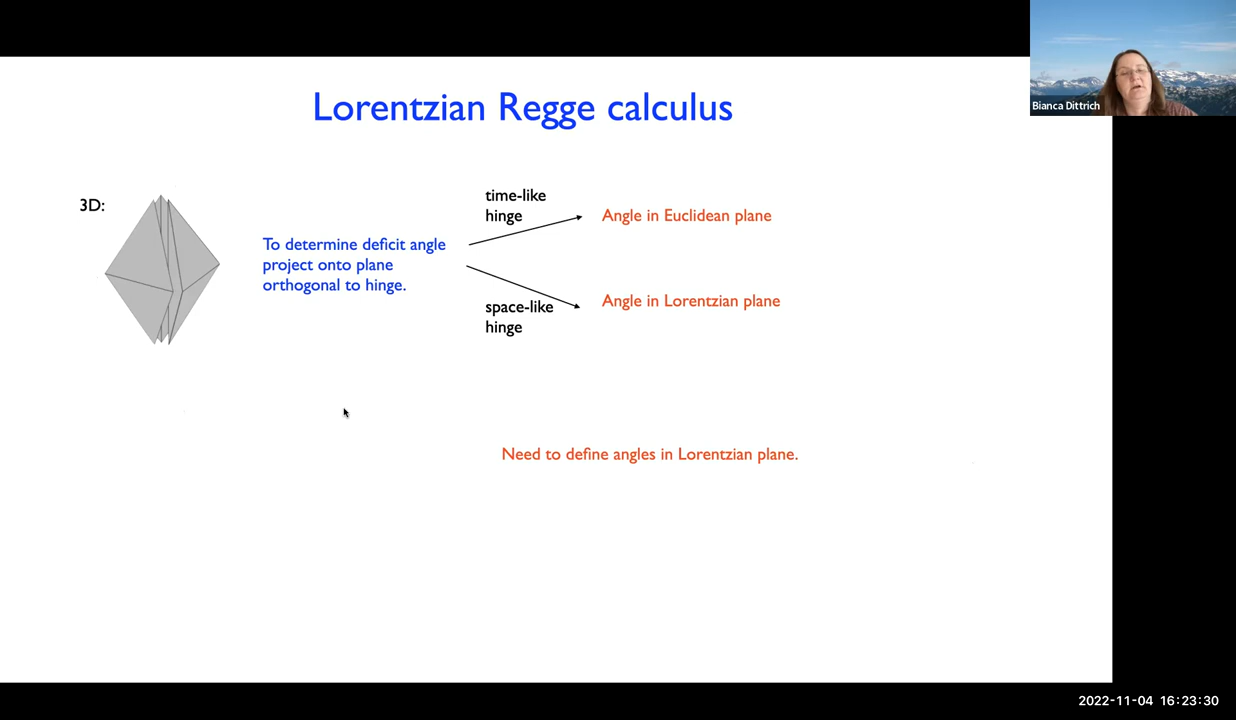 Bianca Dittrich
Lorentzian Regge calculus
3D:
To determine deficit angle
project onto plane
orthogonal to hinge.
time-like
hinge
Angle in Euclidean plane
space-like
hinge
Angle in Lorentzian plane
Need to define angles in Lorentzian plane.
2022-11-04 16:23:30